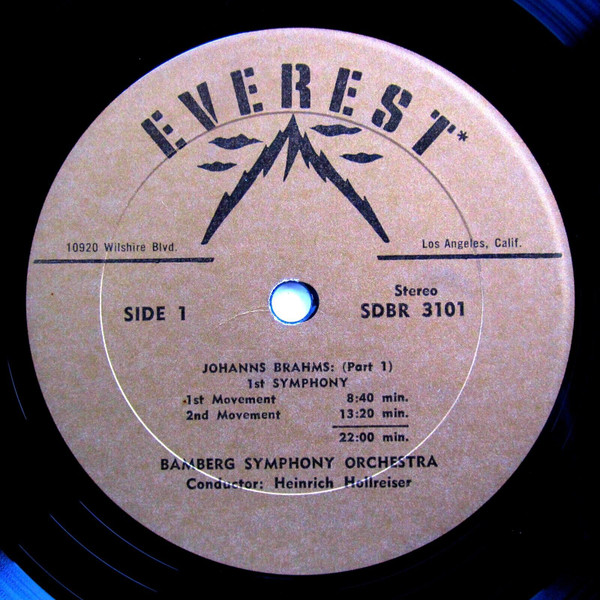 EVEREST*
10920 Wilshire Blvd.
Los Angeles, Calif.
SIDE 1
Stereo
SDBR 3101
JOHANNS BRAHMS: (Part 1)
1st SYMPHONY
1st Movement 8:40 min.
2nd Movement 13:20 min.
22:00 min.
BAMBERG SYMPHONY ORCHESTRA
Conductor: Heinrich Hollreiser